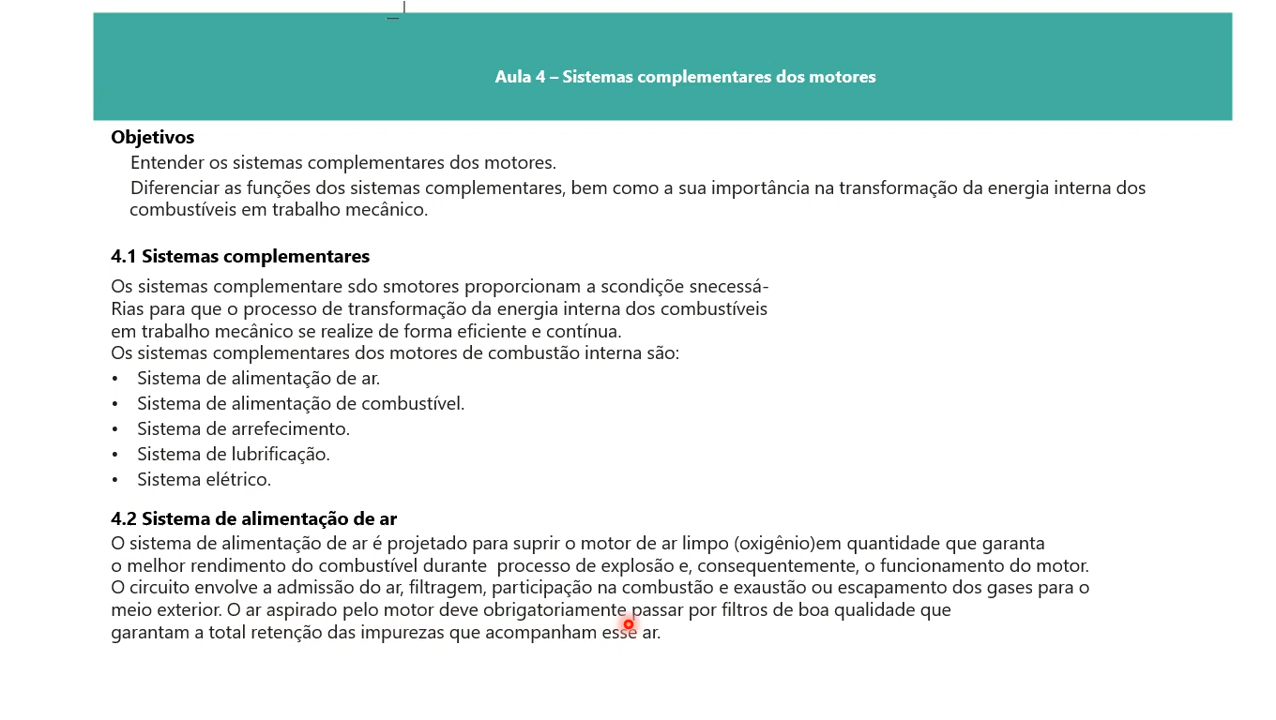 Aula 4 – Sistemas complementares dos motores
Objetivos
Entender os sistemas complementares dos motores.
Diferenciar as funções dos sistemas complementares, bem como a sua importância na transformação da energia interna dos
combustíveis em trabalho mecânico.
4.1 Sistemas complementares
Os sistemas complementare sdo smotores proporcionam a scondiçõe snecessá-
Rias para que o processo de transformação da energia interna dos combustíveis
em trabalho mecânico se realize de forma eficiente e contínua.
Os sistemas complementares dos motores de combustão interna são:
• Sistema de alimentação de ar.
• Sistema de alimentação de combustível.
• Sistema de arrefecimento.
• Sistema de lubrificação.
• Sistema elétrico.
4.2 Sistema de alimentação de ar
O sistema de alimentação de ar é projetado para suprir o motor de ar limpo (oxigênio)em quantidade que garanta
o melhor rendimento do combustível durante  processo de explosão e, consequentemente, o funcionamento do motor.
O circuito envolve a admissão do ar, filtragem, participação na combustão e exaustão ou escapamento dos gases para o
meio exterior. O ar aspirado pelo motor deve obrigatoriamente passar por filtros de boa qualidade que
garantam a total retenção das impurezas que acompanham esse ar.